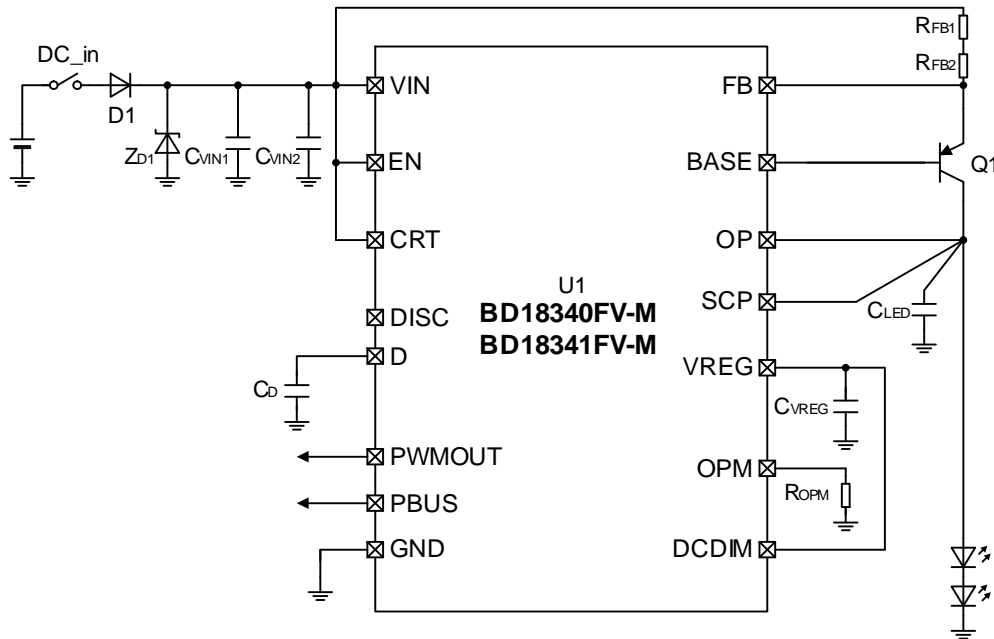 RFB1
DC_in
RFB2
VIN
FB
D1
ZD1
CVIN1
CVIN2
EN
BASE
Q1
CRT
OP
U1
SCP
DISC
BD18340FV-M
CLED
BD18341FV-M
D
VREG
CD
CVREG
PWMOUT
OPM
ROPM
PBUS
GND
DCDIM